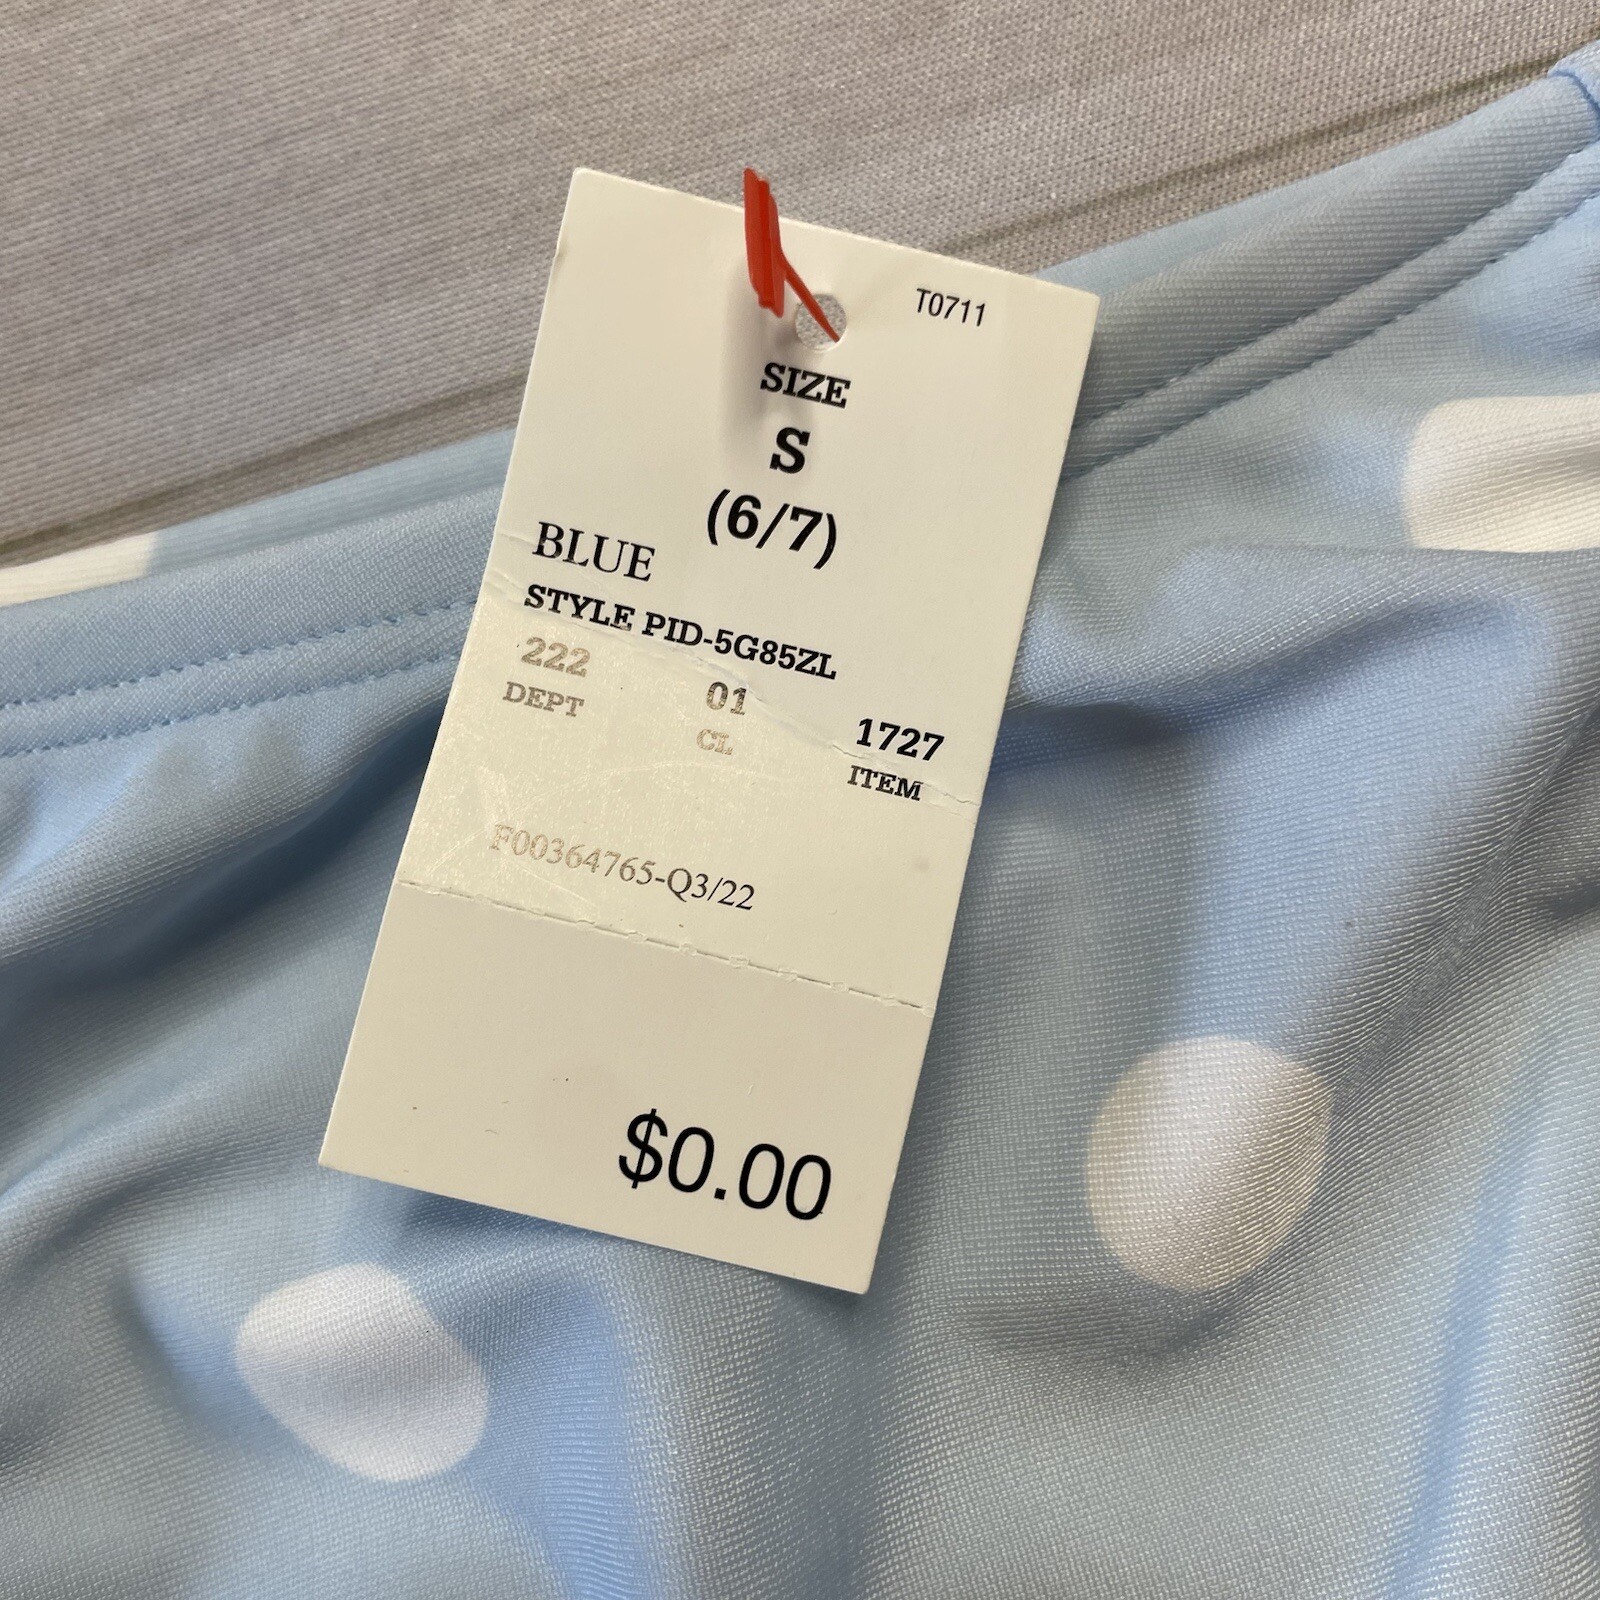 T0711
SIZE
S
(6/7)
BLUE
STYLE PID-5G85ZL
222 01 1727
DEPT CL ITEM
F00364765-Q3/22
$0.00